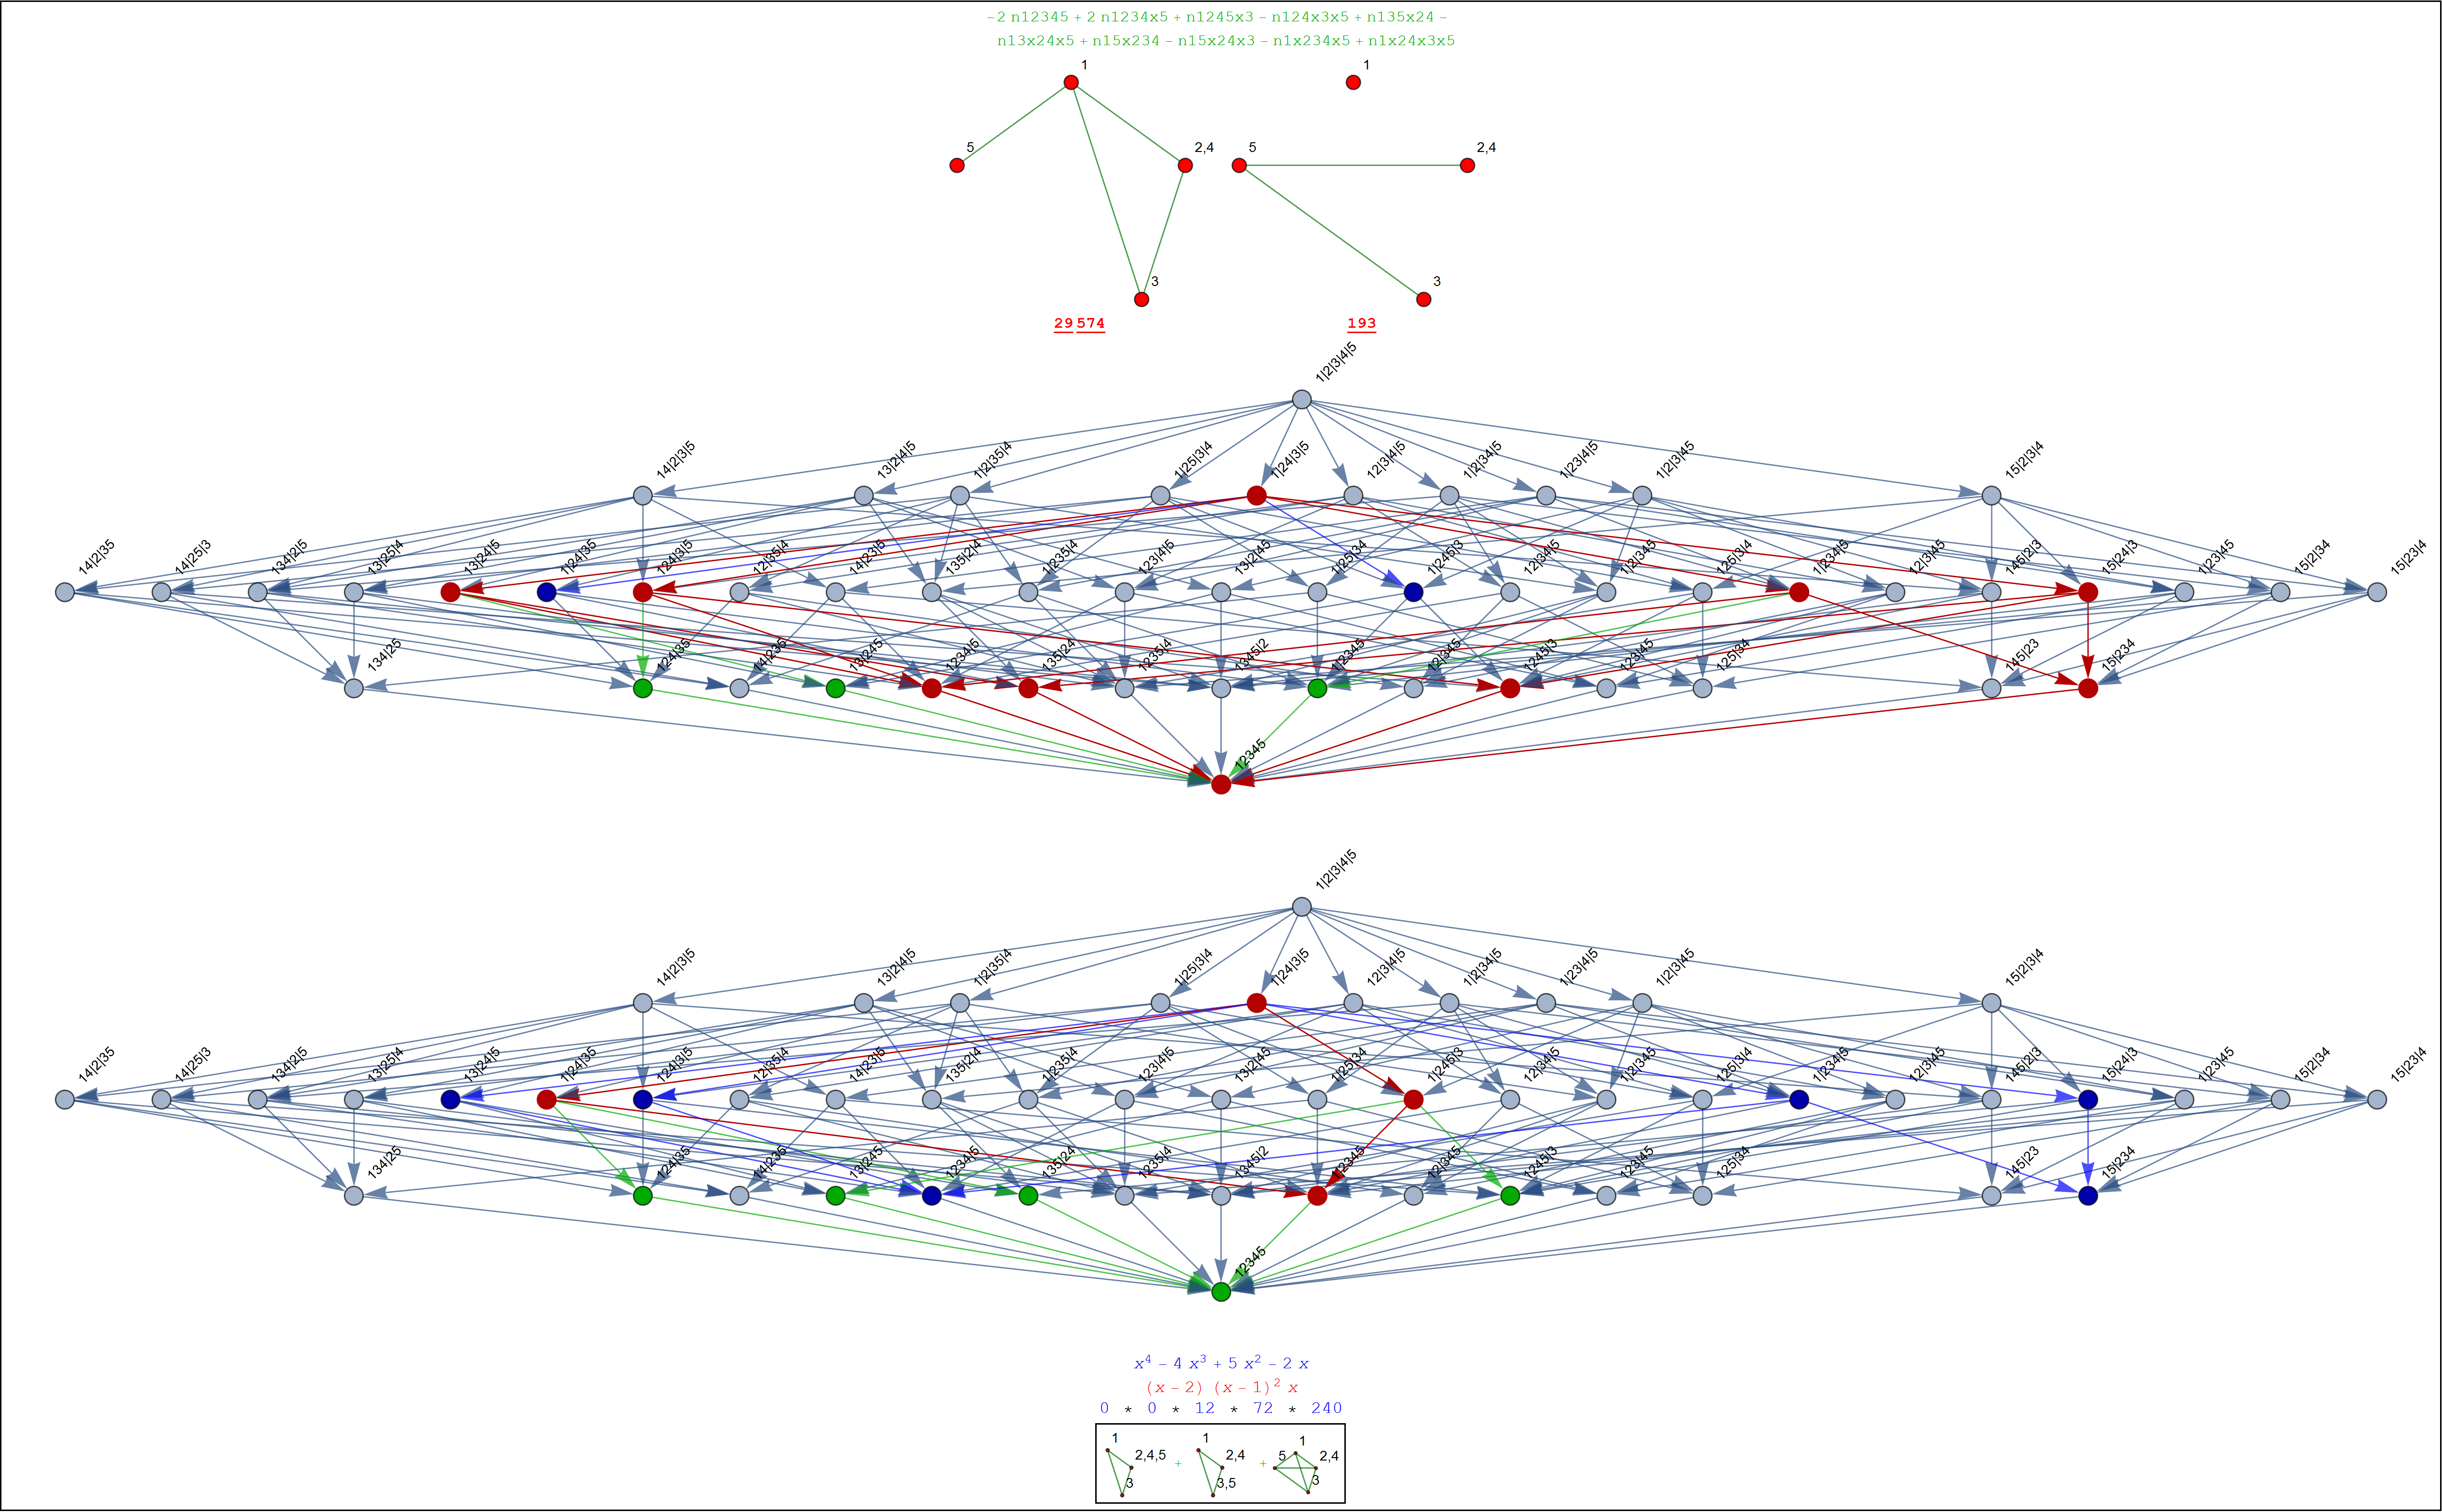 -2 n12345 + 2 n1234x5 + n1245x3 - n124x3x5 + n135x24 -
n13x24x5 + n15x234 - n15x24x3 - n1x234x5 + n1x24x3x5
1 1
5 2,4 5 2,4
3 3
29 574 193
1|2|3|4|5
14|2|3|5 13|2|4|5 1|2|35|4 1|25|3|4 1|24|3|5 12|3|4|5 1|2|34|5 1|23|4|5 1|2|3|45 15|2|3|4
14|2|35 14|25|3 134|2|5 13|25|4 13|24|5 1|24|35 124|3|5 12|35|4 14|23|5 135|2|4 1|235|4 123|4|5 13|2|45 1|25|34 1|245|3 12|34|5 1|2|345 125|3|4 1|234|5 12|3|45 145|2|3 15|24|3 1|23|45 15|2|34 15|23|4
134|25 124|35 14|235 13|245 1234|5 135|24 1235|4 1345|2 1|2345 12|345 1245|3 123|45 125|34 145|23 15|234
12345
1|2|3|4|5
14|2|3|5 13|2|4|5 1|2|35|4 1|25|3|4 1|24|3|5 12|3|4|5 1|2|34|5 1|23|4|5 1|2|3|45 15|2|3|4
14|2|35 14|25|3 134|2|5 13|25|4 13|24|5 1|24|35 124|3|5 12|35|4 14|23|5 135|2|4 1|235|4 123|4|5 13|2|45 1|25|34 1|245|3 12|34|5 1|2|345 125|3|4 1|234|5 12|3|45 145|2|3 15|24|3 1|23|45 15|2|34 15|23|4
134|25 124|35 14|235 13|245 1234|5 135|24 1235|4 1345|2 1|2345 12|345 1245|3 123|45 125|34 145|23 15|234
12345
x⁴ - 4 x³ + 5 x² - 2 x
(x - 2) (x - 1)² x
0 * 0 * 12 * 72 * 240
1 1 1
2,4,5 + 2,4 + 5 2,4
3 3,5 3